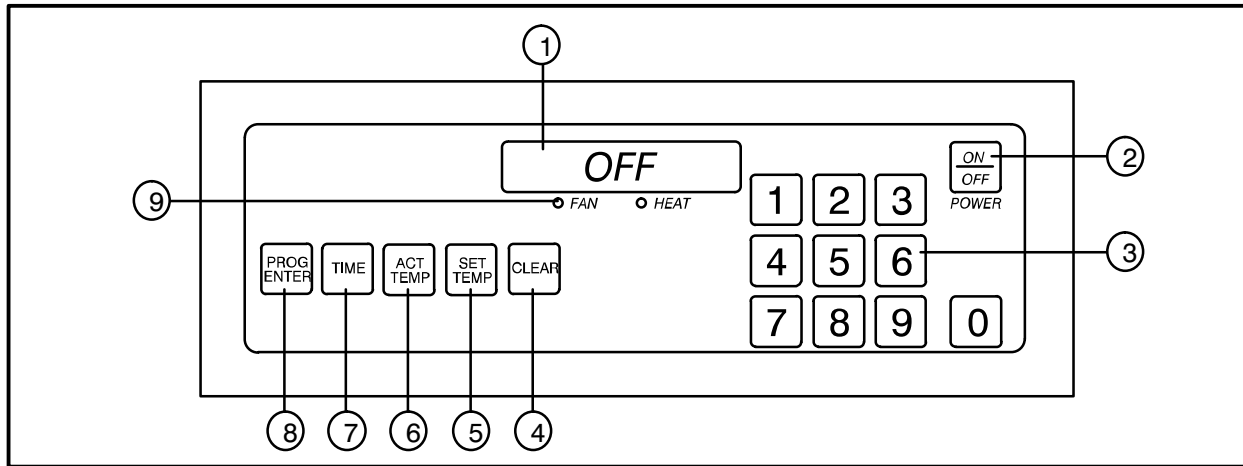 1
OFF
ON
OFF
2
9
FAN
HEAT
POWER
1 2 3
PROG
ENTER
TIME
ACT
TEMP
SET
TEMP
CLEAR
4 5 6
3
7 8 9 0
8
7
6
5
4